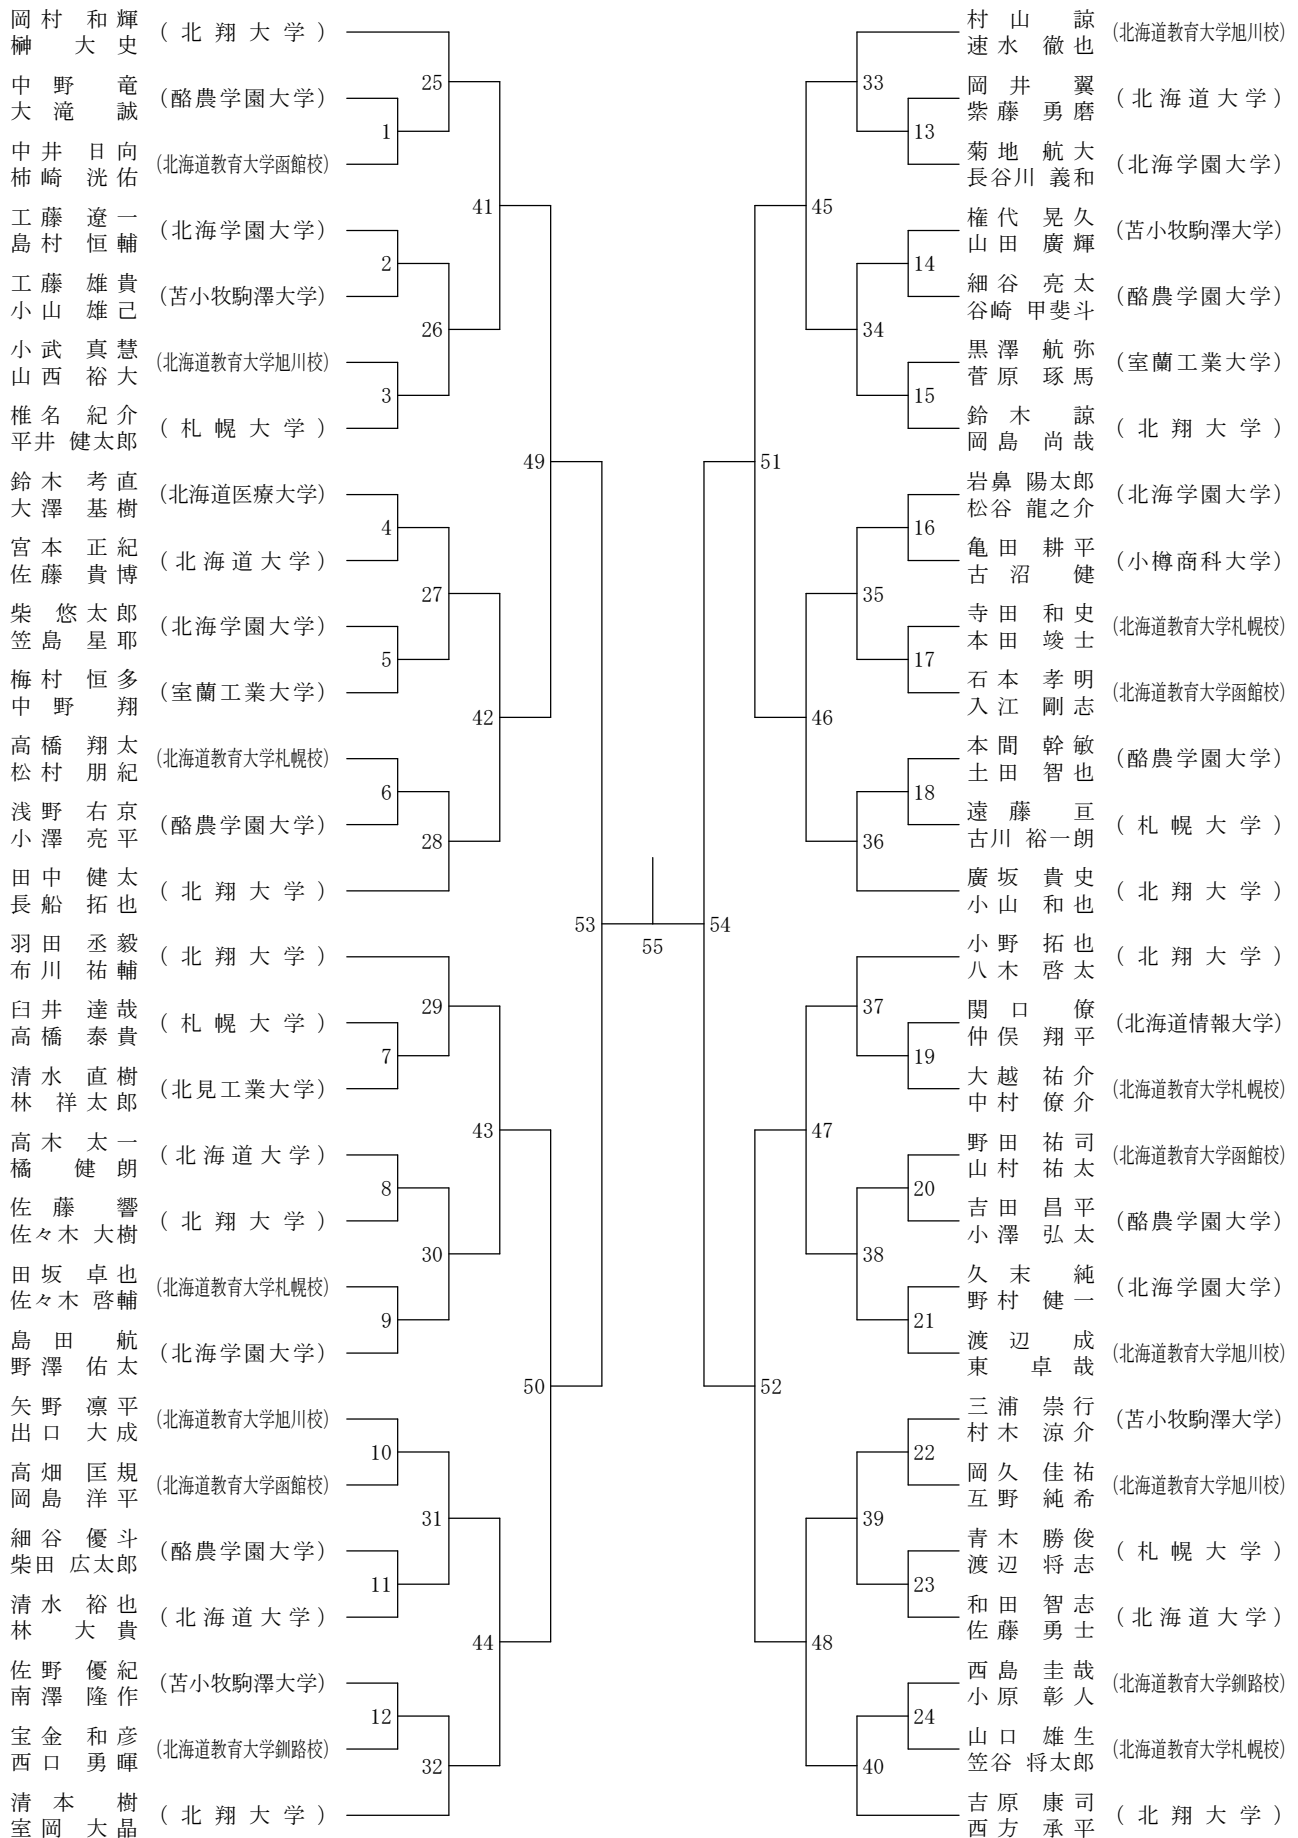 岡村 和輝
榊 大史
(北翔大学)
中野 竜
大滝 誠
(酪農学園大学)
中井 日向
柿崎 洸佑
(北海道教育大学函館校)
工藤 遼一
島村 恒輔
(北海学園大学)
工藤 雄貴
小山 雄己
(苫小牧駒澤大学)
小武 真慧
山西 裕大
(北海道教育大学旭川校)
椎名 紀介
平井 健太郎
(札幌大学)
鈴木 考直
大澤 基樹
(北海道医療大学)
宮本 正紀
佐藤 貴博
(北海道大学)
柴 悠太郎
笠島 星耶
(北海学園大学)
梅村 恒多
中野 翔
(室蘭工業大学)
高橋 翔太
松村 朋紀
(北海道教育大学札幌校)
浅野 右京
小澤 亮平
(酪農学園大学)
田中 健太
長船 拓也
(北翔大学)
羽田 丞毅
布川 祐輔
(北翔大学)
臼井 達哉
高橋 泰貴
(札幌大学)
清水 直樹
林 祥太郎
(北見工業大学)
高木 太一
橘 健朗
(北海道大学)
佐藤 響
佐々木 大樹
(北翔大学)
田坂 卓也
佐々木 啓輔
(北海道教育大学札幌校)
島田 航
野澤 佑太
(北海学園大学)
矢野 凛平
出口 大成
(北海道教育大学旭川校)
高畑 匡規
岡島 洋平
(北海道教育大学函館校)
細谷 優斗
柴田 広太郎
(酪農学園大学)
清水 裕也
林 大貴
(北海道大学)
佐野 優紀
南澤 隆作
(苫小牧駒澤大学)
宝金 和彦
西口 勇暉
(北海道教育大学釧路校)
清本 樹
室岡 大晶
(北翔大学)
1
2
3
4
5
6
7
8
9
10
11
12
25
26
27
28
29
30
31
32
41
42
43
44
49
50
53
55
54
51
52
45
46
47
48
33
34
35
36
37
38
39
40
13
14
15
16
17
18
19
20
21
22
23
24
村山 諒
速水 徹也
(北海道教育大学旭川校)
岡井 翼
紫藤 勇磨
(北海道大学)
菊地 航大
長谷川 義和
(北海学園大学)
権代 晃久
山田 廣輝
(苫小牧駒澤大学)
細谷 亮太
谷崎 甲斐斗
(酪農学園大学)
黒澤 航弥
菅原 琢馬
(室蘭工業大学)
鈴木 諒
岡島 尚哉
(北翔大学)
岩鼻 陽太郎
松谷 龍之介
(北海学園大学)
亀田 耕平
古沼 健
(小樽商科大学)
寺田 和史
本田 竣士
(北海道教育大学札幌校)
石本 孝明
入江 剛志
(北海道教育大学函館校)
本間 幹敏
土田 智也
(酪農学園大学)
遠藤 亘
古川 裕一朗
(札幌大学)
廣坂 貴史
小山 和也
(北翔大学)
小野 拓也
八木 啓太
(北翔大学)
関口 僚
仲俣 翔平
(北海道情報大学)
大越 祐介
中村 僚介
(北海道教育大学札幌校)
野田 祐司
山村 祐太
(北海道教育大学函館校)
吉田 昌平
小澤 弘太
(酪農学園大学)
久末 純
野村 健一
(北海学園大学)
渡辺 成
東 卓哉
(北海道教育大学旭川校)
三浦 崇行
村木 涼介
(苫小牧駒澤大学)
岡久 佳祐
互野 純希
(北海道教育大学旭川校)
青木 勝俊
渡辺 将志
(札幌大学)
和田 智志
佐藤 勇士
(北海道大学)
西島 圭哉
小原 彰人
(北海道教育大学釧路校)
山口 雄生
笠谷 将太郎
(北海道教育大学札幌校)
吉原 康司
西方 承平
(北翔大学)